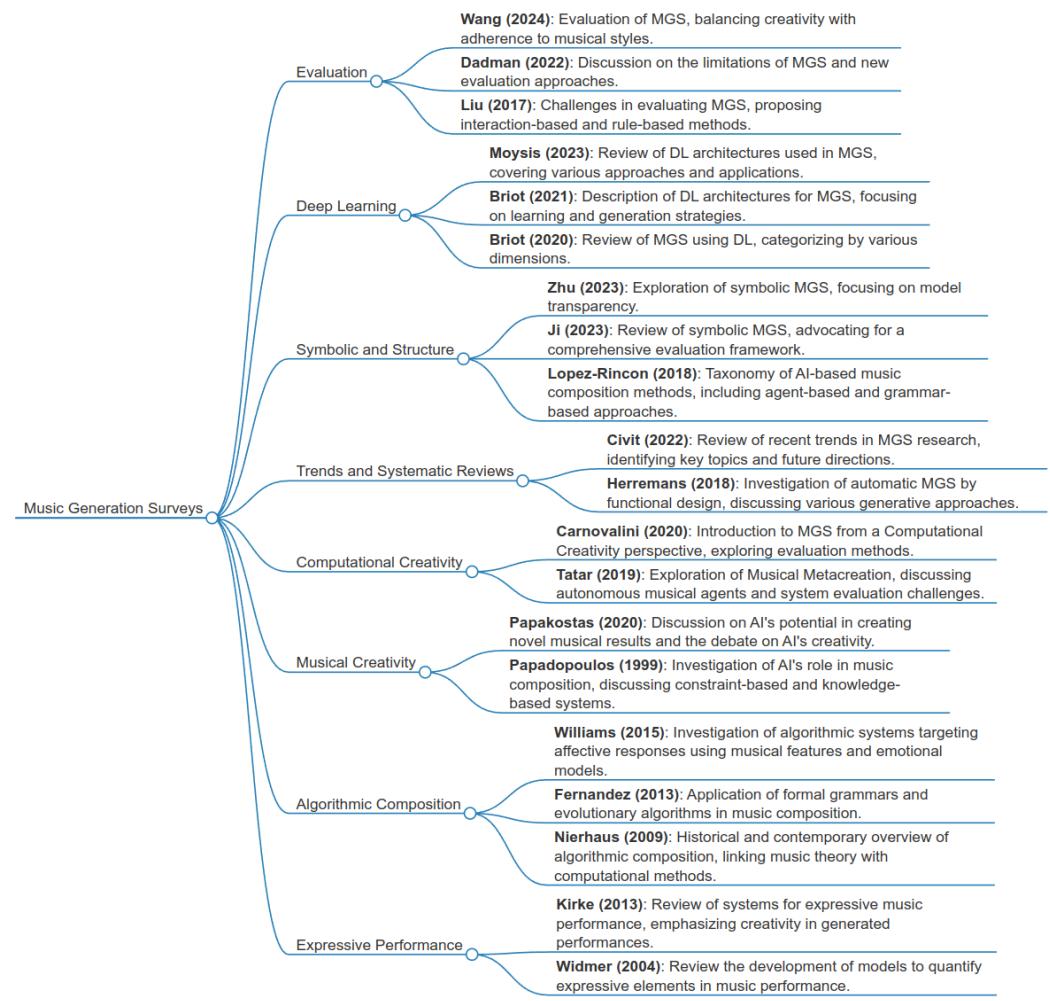 Wang (2024): Evaluation of MGS, balancing creativity with
adherence to musical styles.
Evaluation
Dadman (2022): Discussion on the limitations of MGS and new
evaluation approaches.
Liu (2017): Challenges in evaluating MGS, proposing
interaction-based and rule-based methods.
Moysis (2023): Review of DL architectures used in MGS,
covering various approaches and applications.
Deep Learning
Briot (2021): Description of DL architectures for MGS, focusing
on learning and generation strategies.
Briot (2020): Review of MGS using DL, categorizing by various
dimensions.
Zhu (2023): Exploration of symbolic MGS, focusing on model
transparency.
Symbolic and Structure
Ji (2023): Review of symbolic MGS, advocating for a
comprehensive evaluation framework.
Lopez-Rincon (2018): Taxonomy of AI-based music
composition methods, including agent-based and grammar-
based approaches.
Trends and Systematic Reviews
Civit (2022): Review of recent trends in MGS research,
identifying key topics and future directions.
Herremans (2018): Investigation of automatic MGS by
functional design, discussing various generative approaches.
Music Generation Surveys
Computational Creativity
Carnovalini (2020): Introduction to MGS from a Computational
Creativity perspective, exploring evaluation methods.
Tatar (2019): Exploration of Musical Metacreation, discussing
autonomous musical agents and system evaluation challenges.
Musical Creativity
Papakostas (2020): Discussion on AI's potential in creating
novel musical results and the debate on AI's creativity.
Papadopoulos (1999): Investigation of AI's role in music
composition, discussing constraint-based and knowledge-
based systems.
Algorithmic Composition
Williams (2015): Investigation of algorithmic systems targeting
affective responses using musical features and emotional
models.
Fernandez (2013): Application of formal grammars and
evolutionary algorithms in music composition.
Nierhaus (2009): Historical and contemporary overview of
algorithmic composition, linking music theory with
computational methods.
Expressive Performance
Kirke (2013): Review of systems for expressive music
performance, emphasizing creativity in generated
performances.
Widmer (2004): Review the development of models to quantify
expressive elements in music performance.